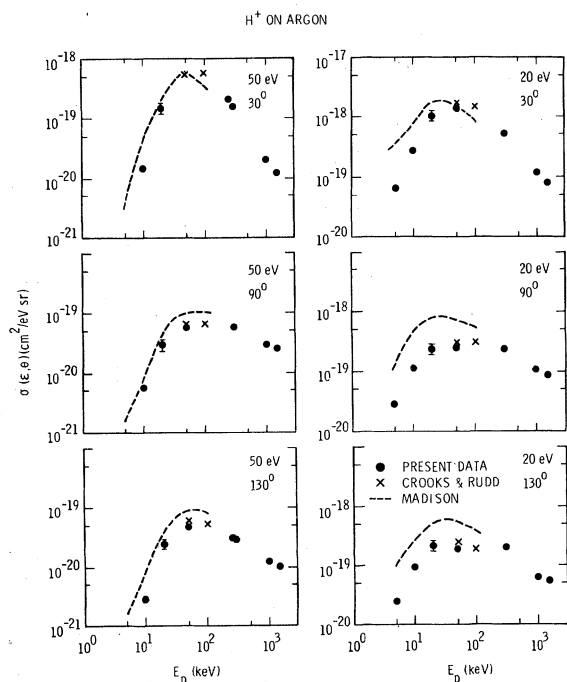 H⁺ ON ARGON
10⁻¹⁸
10⁻¹⁹
10⁻²⁰
10⁻²¹
50 eV
30⁰
10⁻¹⁷
10⁻¹⁸
10⁻¹⁹
10⁻²⁰
20 eV
30⁰
σ (ε,θ)(cm²/eV sr)
10⁻¹⁹
10⁻²⁰
10⁻²¹
50 eV
90⁰
10⁻¹⁸
10⁻¹⁹
10⁻²⁰
20 eV
90⁰
10⁻¹⁹
10⁻²⁰
10⁻²¹
50 eV
130⁰
10⁻¹⁸
10⁻¹⁹
10⁻²⁰
● PRESENT DATA 20 eV
× CROOKS & RUDD 130⁰
--- MADISON
10⁰ 10¹ 10² 10³
E_p (keV)
10⁰ 10¹ 10² 10³
E_p (keV)